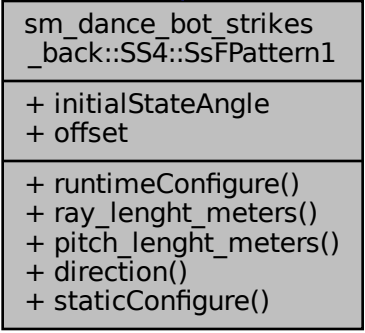 sm_dance_bot_strikes
_back::SS4::SsFPattern1
+ initialStateAngle
+ offset
+ runtimeConfigure()
+ ray_lenght_meters()
+ pitch_lenght_meters()
+ direction()
+ staticConfigure()